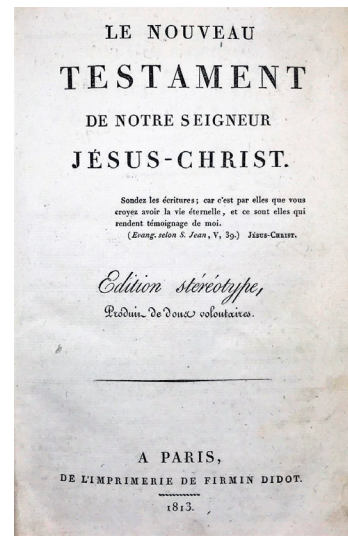 LE NOUVEAU
TESTAMENT
DE NOTRE SEIGNEUR
JÉSUS-CHRIST.
Sondez les écritures; car c'est par elles que vous
croyez avoir la vie éternelle, et ce sont elles qui
rendent témoignage de moi.
(Evang. selon S. Jean, V, 39.) JÉSUS-CHRIST.
Edition stéréotype,
Produit de dons volontaires.
A PARIS,
DE L'IMPRIMERIE DE FIRMIN DIDOT.
1813.